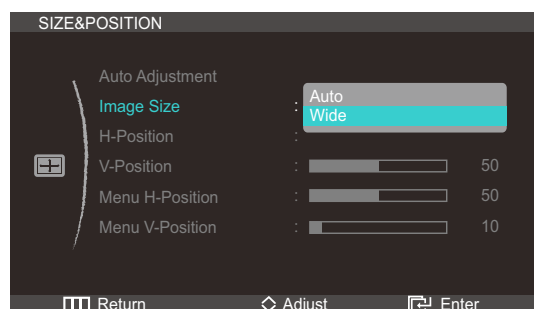 SIZE&POSITION
Auto Adjustment
Image Size : Auto
Wide
H-Position :
V-Position : 50
Menu H-Position : 50
Menu V-Position : 10
Return Adjust Enter